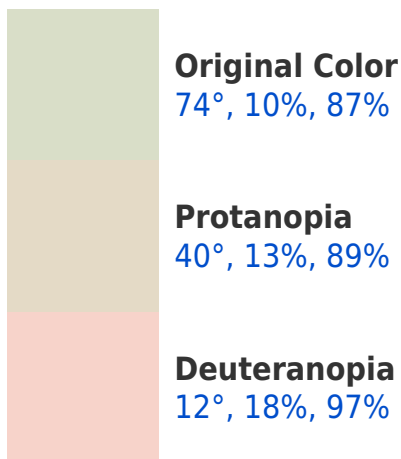 Original Color
74°, 10%, 87%
Protanopia
40°, 13%, 89%
Deuteranopia
12°, 18%, 97%